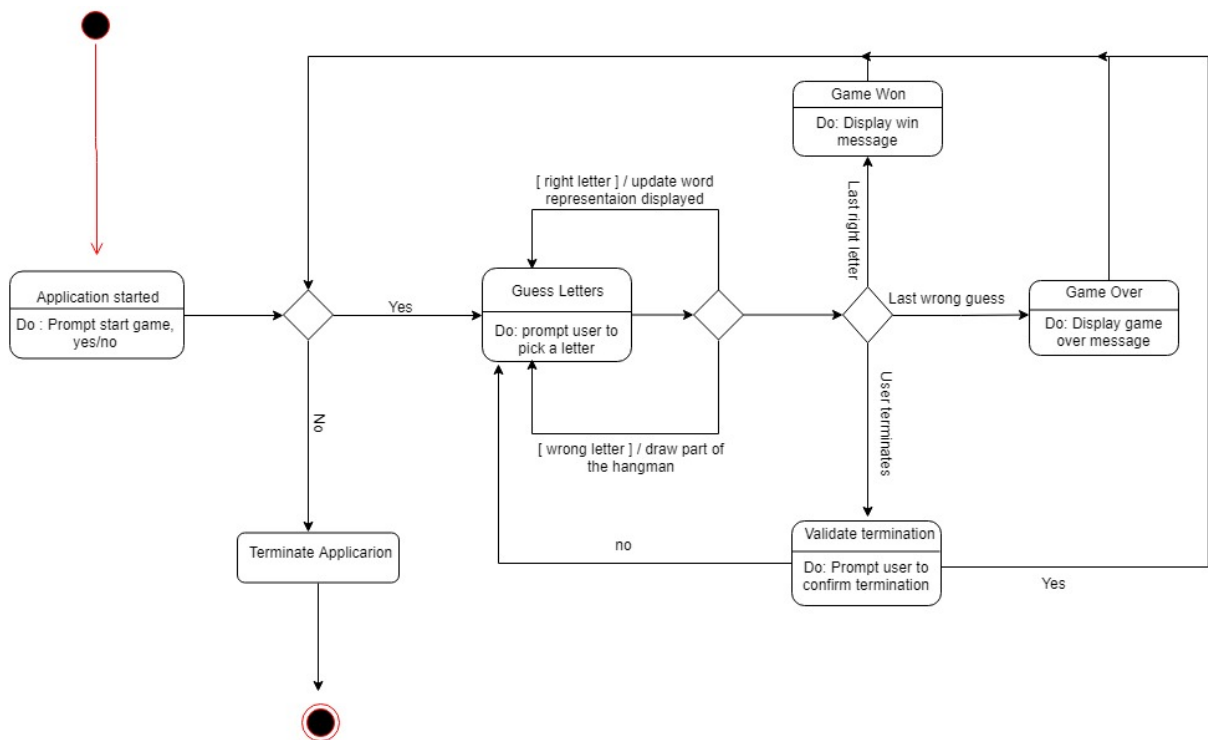 Game Won
Do: Display win
message
[ right letter ] / update word
representaion displayed
Last right
letter
Application started
Do : Prompt start game,
yes/no
Yes
Guess Letters
Do: prompt user to
pick a letter
Last wrong guess
Game Over
Do: Display game
over message
No
[ wrong letter ] / draw part of
the hangman
User terminates
Terminate Applicarion
no
Validate termination
Do: Prompt user to
confirm termination
Yes